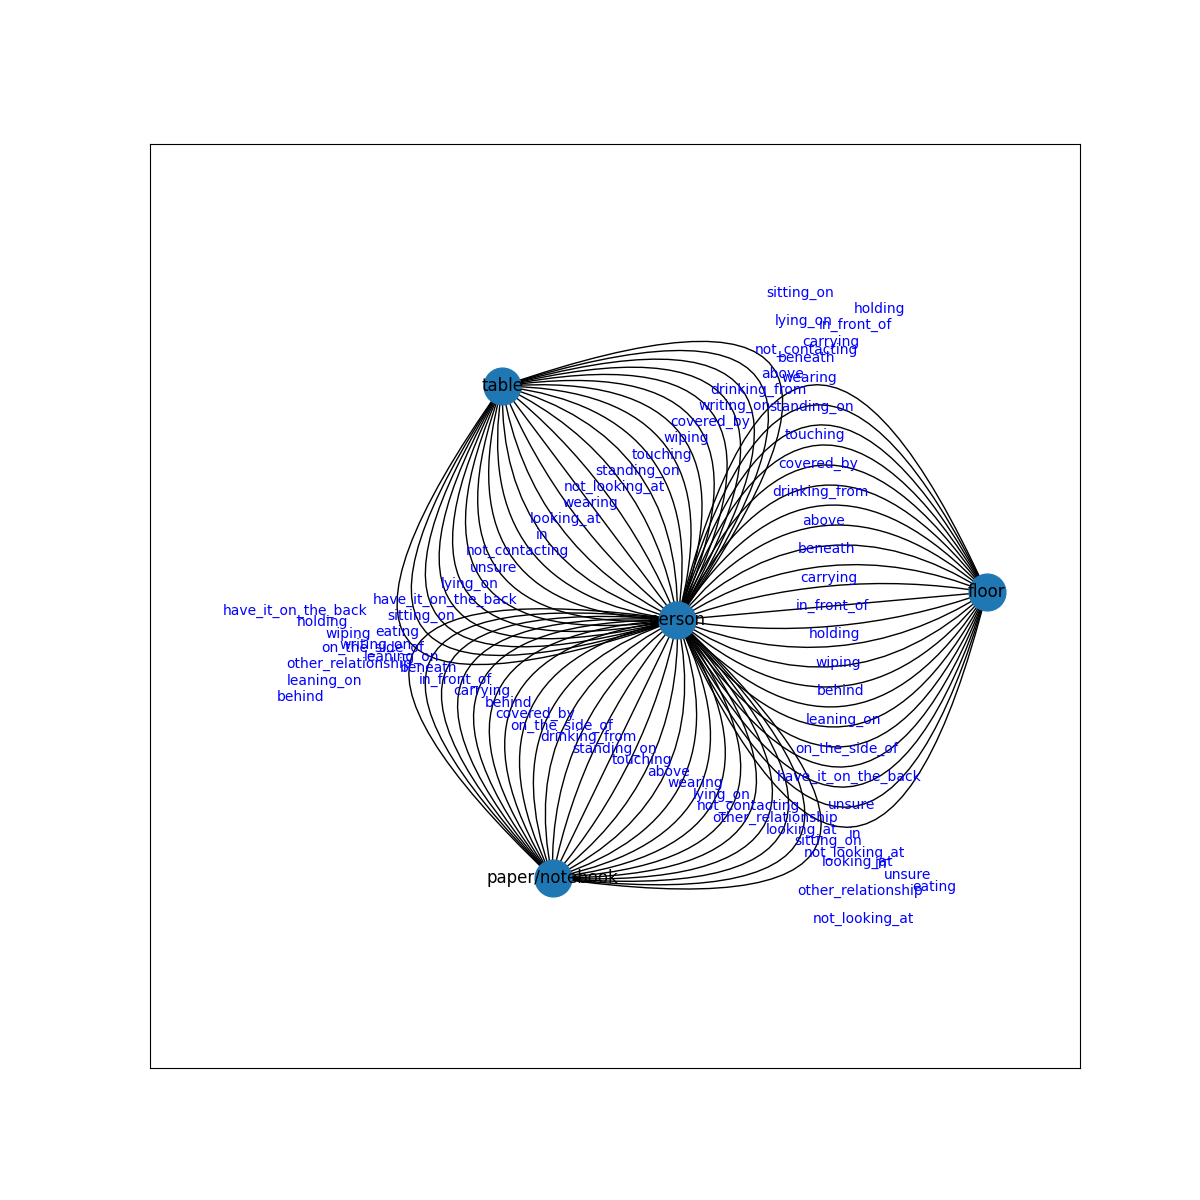 sitting_on
holding
lying_on
in_front_of
carrying
not_contacting
beneath
above
wearing
table
drinking_from
writing_on
standing_on
covered_by
touching
wiping
touching
covered_by
standing_on
not_looking_at
drinking_from
wearing
looking_at
above
in
beneath
not_contacting
unsure
carrying
lying_on
floor
have_it_on_the_back
in_front_of
have_it_on_the_back
sitting_on
holding
person
eating
wiping
holding
writing_on
on_the_side_of
leaning_on
other_relationship
wiping
beneath
in_front_of
leaning_on
carrying
behind
behind
behind
covered_by
leaning_on
on_the_side_of
drinking_from
standing_on
on_the_side_of
touching
above
have_it_on_the_back
wearing
lying_on
not_contacting
unsure
other_relationship
looking_at
in
sitting_on
not_looking_at
looking_at
in
unsure
paper/notebook
eating
other_relationship
not_looking_at